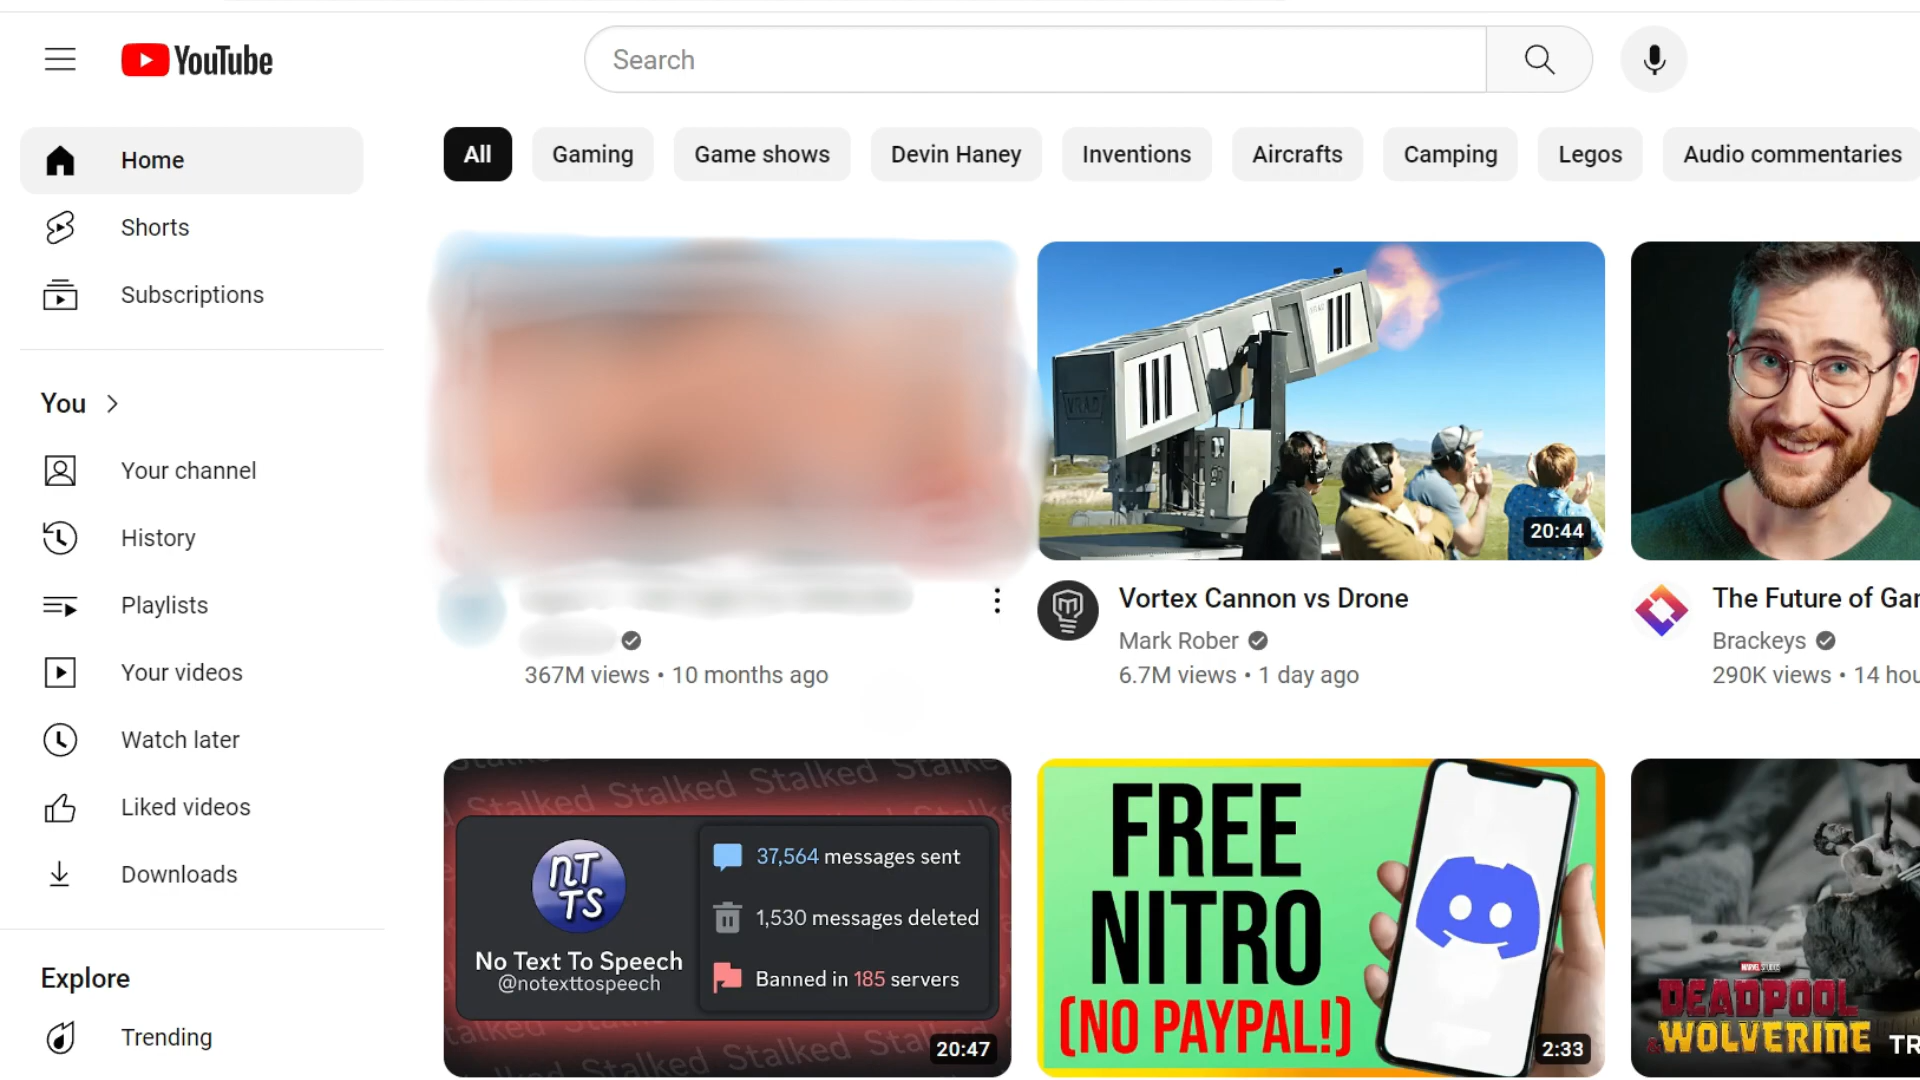 YouTube
Search
Home
Shorts
Subscriptions
You
Your channel
History
Playlists
Your videos
Watch later
Liked videos
Downloads
Explore
Trending
All
Gaming
Game shows
Devin Haney
Inventions
Aircrafts
Camping
Legos
Audio commentaries
367M views • 10 months ago
VRAD
20:44
Vortex Cannon vs Drone
Mark Rober
6.7M views • 1 day ago
The Future of Gar
Brackeys
290K views • 14 hou
Stalked Stalked
nT
TS
No Text To Speech
@notexttospeech
37,564 messages sent
1,530 messages deleted
Banned in 185 servers
Stalked
20:47
FREE
NITRO
(NO PAYPAL!)
2:33
MARVEL STUDIOS
DEADPOOL
& WOLVERINE
TR